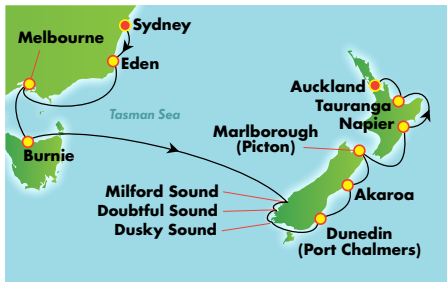 Sydney
Melbourne
Eden
Tasman Sea
Burnie
Auckland
Tauranga
Napier
Marlborough
(Picton)
Milford Sound
Doubtful Sound
Dusky Sound
Akaroa
Dunedin
(Port Chalmers)